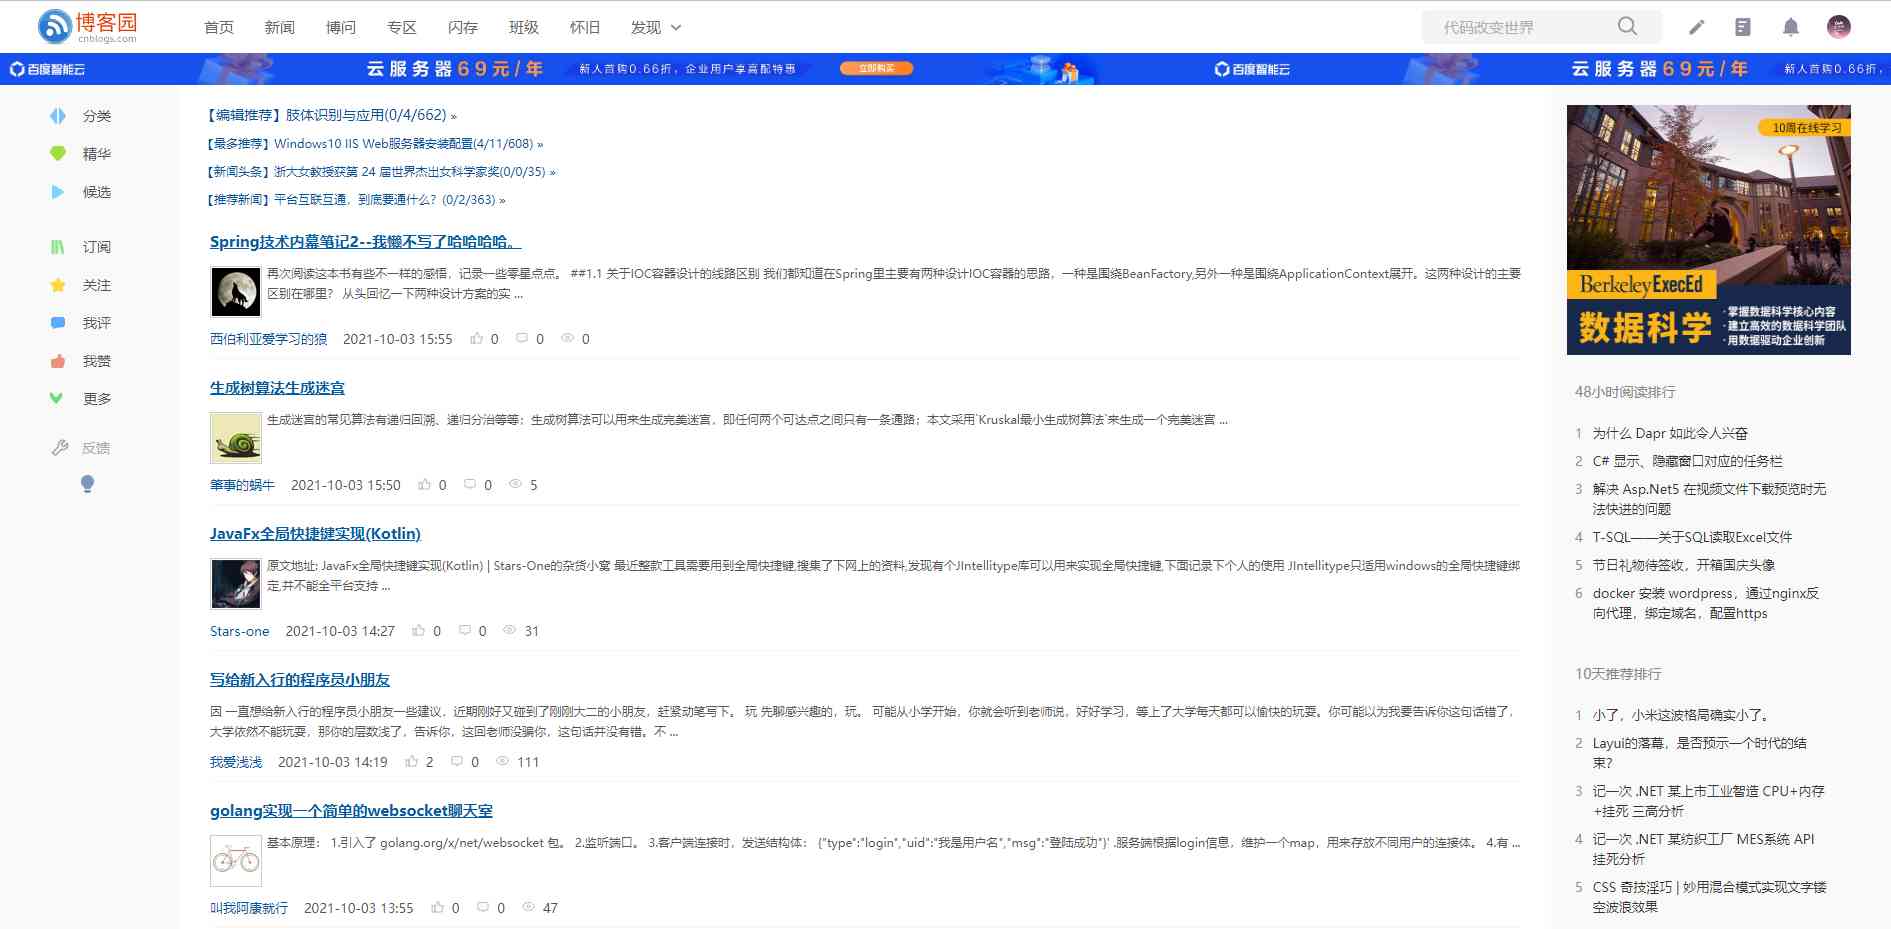 博客园
cnblogs.com
首页 新闻 博问 专区 闪存 班级 怀旧 发现
代码改变世界
百度智能云 云服务器69元/年 新人首购0.66折，企业用户享高配特惠 立即购买 百度智能云 云服务器69元/年 新人首购0.66折，
分类
精华
候选
订阅
关注
我评
我赞
更多
反馈
【编辑推荐】肢体识别与应用(0/4/662) »
【最多推荐】Windows10 IIS Web服务器安装配置(4/11/608) »
【新闻头条】浙大女教授获第 24 届世界杰出女科学家奖(0/0/35) »
【推荐新闻】平台互联互通，到底要通什么？(0/2/363) »
Spring技术内幕笔记2--我懒不写了哈哈哈哈。
再次阅读这本书有些不一样的感悟，记录一些零星点点。 ##1.1 关于IOC容器设计的线路区别 我们都知道在Spring里主要有两种设计IOC容器的思路，一种是围绕BeanFactory,另外一种是围绕ApplicationContext展开。这两种设计的主要
区别在哪里？ 从头回忆一下两种设计方案的实 ...
西伯利亚爱学习的狼 2021-10-03 15:55 0 0 0
生成树算法生成迷宫
生成迷宫的常见算法有递归回溯、递归分治等等；生成树算法可以用来生成完美迷宫，即任何两个可达点之间只有一条通路；本文采用`Kruskal最小生成树算法`来生成一个完美迷宫 ...
肇事的蜗牛 2021-10-03 15:50 0 0 5
JavaFx全局快捷键实现(Kotlin)
原文地址: JavaFx全局快捷键实现(Kotlin) | Stars-One的杂货小窝 最近整款工具需要用到全局快捷键,搜集了下网上的资料,发现有个JIntellitype库可以用来实现全局快捷键,下面记录下个人的使用 JIntellitype只适用windows的全局快捷键绑
定,并不能全平台支持 ...
Stars-one 2021-10-03 14:27 0 0 31
写给新入行的程序员小朋友
因 一直想给新入行的程序员小朋友一些建议，近期刚好又碰到了刚刚大二的小朋友，赶紧动笔写下。 玩 先聊感兴趣的，玩。 可能从小学开始，你就会听到老师说，好好学习，等上了大学每天都可以愉快的玩耍。你可能以为我要告诉你这句话错了，
大学依然不能玩耍，那你的层数浅了，告诉你，这回老师没骗你，这句话并没有错。不 ...
我爱浅浅 2021-10-03 14:19 2 0 111
golang实现一个简单的websocket聊天室
基本原理： 1.引入了 golang.org/x/net/websocket 包。 2.监听端口。 3.客户端连接时，发送结构体： {"type":"login","uid":"我是用户名","msg":"登陆成功"}' .服务端根据login信息，维护一个map，用来存放不同用户的连接体。 4.有 ...
叫我阿康就行 2021-10-03 13:55 0 0 47
10周在线学习
Berkeley ExecEd
数据科学
·掌握数据科学核心内容
·建立高效的数据科学团队
·用数据驱动企业创新
48小时阅读排行
1 为什么 Dapr 如此令人兴奋
2 C# 显示、隐藏窗口对应的任务栏
3 解决 Asp.Net5 在视频文件下载预览时无
法快进的问题
4 T-SQL——关于SQL读取Excel文件
5 节日礼物待签收，开箱国庆头像
6 docker 安装 wordpress，通过nginx反
向代理，绑定域名，配置https
10天推荐排行
1 小了，小米这波格局确实小了。
2 Layui的落幕，是否预示一个时代的结
束？
3 记一次 .NET 某上市工业智造 CPU+内存
+挂死 三高分析
4 记一次 .NET 某纺织工厂 MES系统 API
挂死分析
5 CSS 奇技淫巧 | 妙用混合模式实现文字镂
空波浪效果